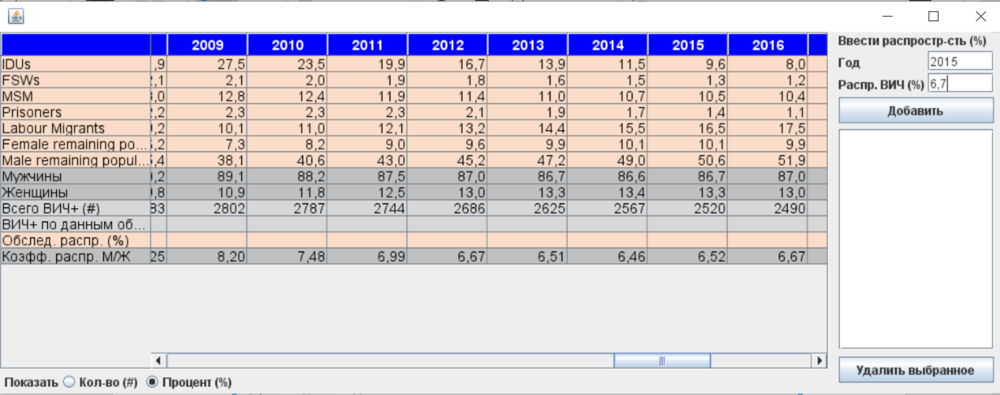 2009 2010 2011 2012 2013 2014 2015 2016
IDUs ,9 27,5 23,5 19,9 16,7 13,9 11,5 9,6 8,0
FSWs ,1 2,1 2,0 1,9 1,8 1,6 1,5 1,3 1,2
MSM ,0 12,8 12,4 11,9 11,4 11,0 10,7 10,5 10,4
Prisoners ,2 2,3 2,3 2,3 2,1 1,9 1,7 1,4 1,1
Labour Migrants ,2 10,1 11,0 12,1 13,2 14,4 15,5 16,5 17,5
Female remaining po... ,2 7,3 8,2 9,0 9,6 9,9 10,1 10,1 9,9
Male remaining popul... ,4 38,1 40,6 43,0 45,2 47,2 49,0 50,6 51,9
Мужчины ,2 89,1 88,2 87,5 87,0 86,7 86,6 86,7 87,0
Женщины ,8 10,9 11,8 12,5 13,0 13,3 13,4 13,3 13,0
Всего ВИЧ+ (#) 83 2802 2787 2744 2686 2625 2567 2520 2490
ВИЧ+ по данным об...
Обслед. распр. (%)
Коэфф. распр. М/Ж 25 8,20 7,48 6,99 6,67 6,51 6,46 6,52 6,67
Показать Кол-во (#) Процент (%)
Ввести распростр-сть (%)
Год 2015
Распр. ВИЧ (%) 6,7
Добавить
Удалить выбранное